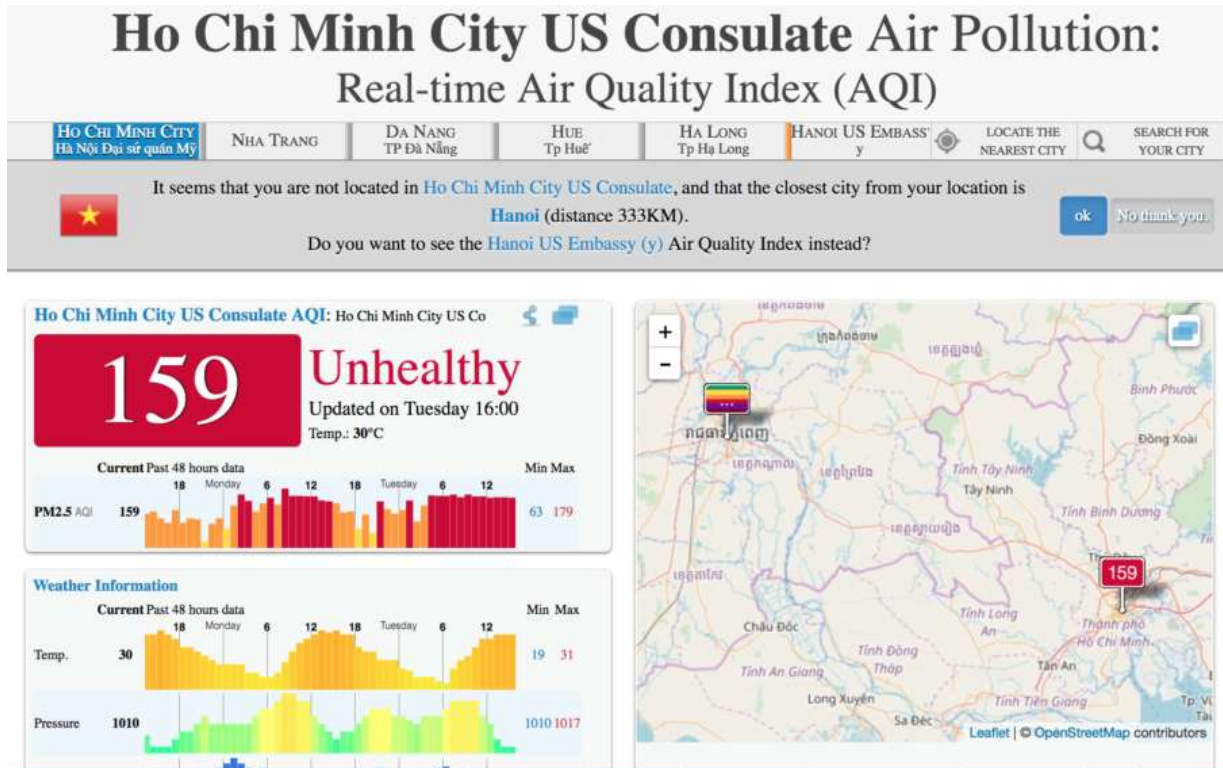 Ho Chi Minh City US Consulate Air Pollution:
Real-time Air Quality Index (AQI)
HO CHI MINH CITY
Hà Nội Đại sứ quán Mỹ
NHA TRANG
DA NANG
TP Đà Nẵng
HUE
Tp Huế
HA LONG
Tp Hạ Long
HANOI US EMBASSY
y
LOCATE THE
NEAREST CITY
SEARCH FOR
YOUR CITY
It seems that you are not located in Ho Chi Minh City US Consulate, and that the closest city from your location is
Hanoi (distance 333KM).
Do you want to see the Hanoi US Embassy (y) Air Quality Index instead?
ok
No thank you.
Ho Chi Minh City US Consulate AQI: Ho Chi Minh City US Co
159
Unhealthy
Updated on Tuesday 16:00
Temp.: 30°C
Current Past 48 hours data
Min Max
18 Monday 6 12 18 Tuesday 6 12
PM2.5 AQI 159
63 179
Weather Information
Current Past 48 hours data
Min Max
18 Monday 6 12 18 Tuesday 6 12
Temp. 30
19 31
Pressure 1010
1010 1017
+
-
...
Bình Phước
Đồng Xoài
Tỉnh Tây Ninh
Tây Ninh
Tỉnh Bình Dương
159
Châu Đốc
Tỉnh Long
An
Thành phố
Hồ Chí Minh
Tỉnh An Giang
Tỉnh Đồng
Tháp
Tân An
Long Xuyên
Sa Đéc
Tỉnh Tiền Giang
Leaflet | © OpenStreetMap contributors